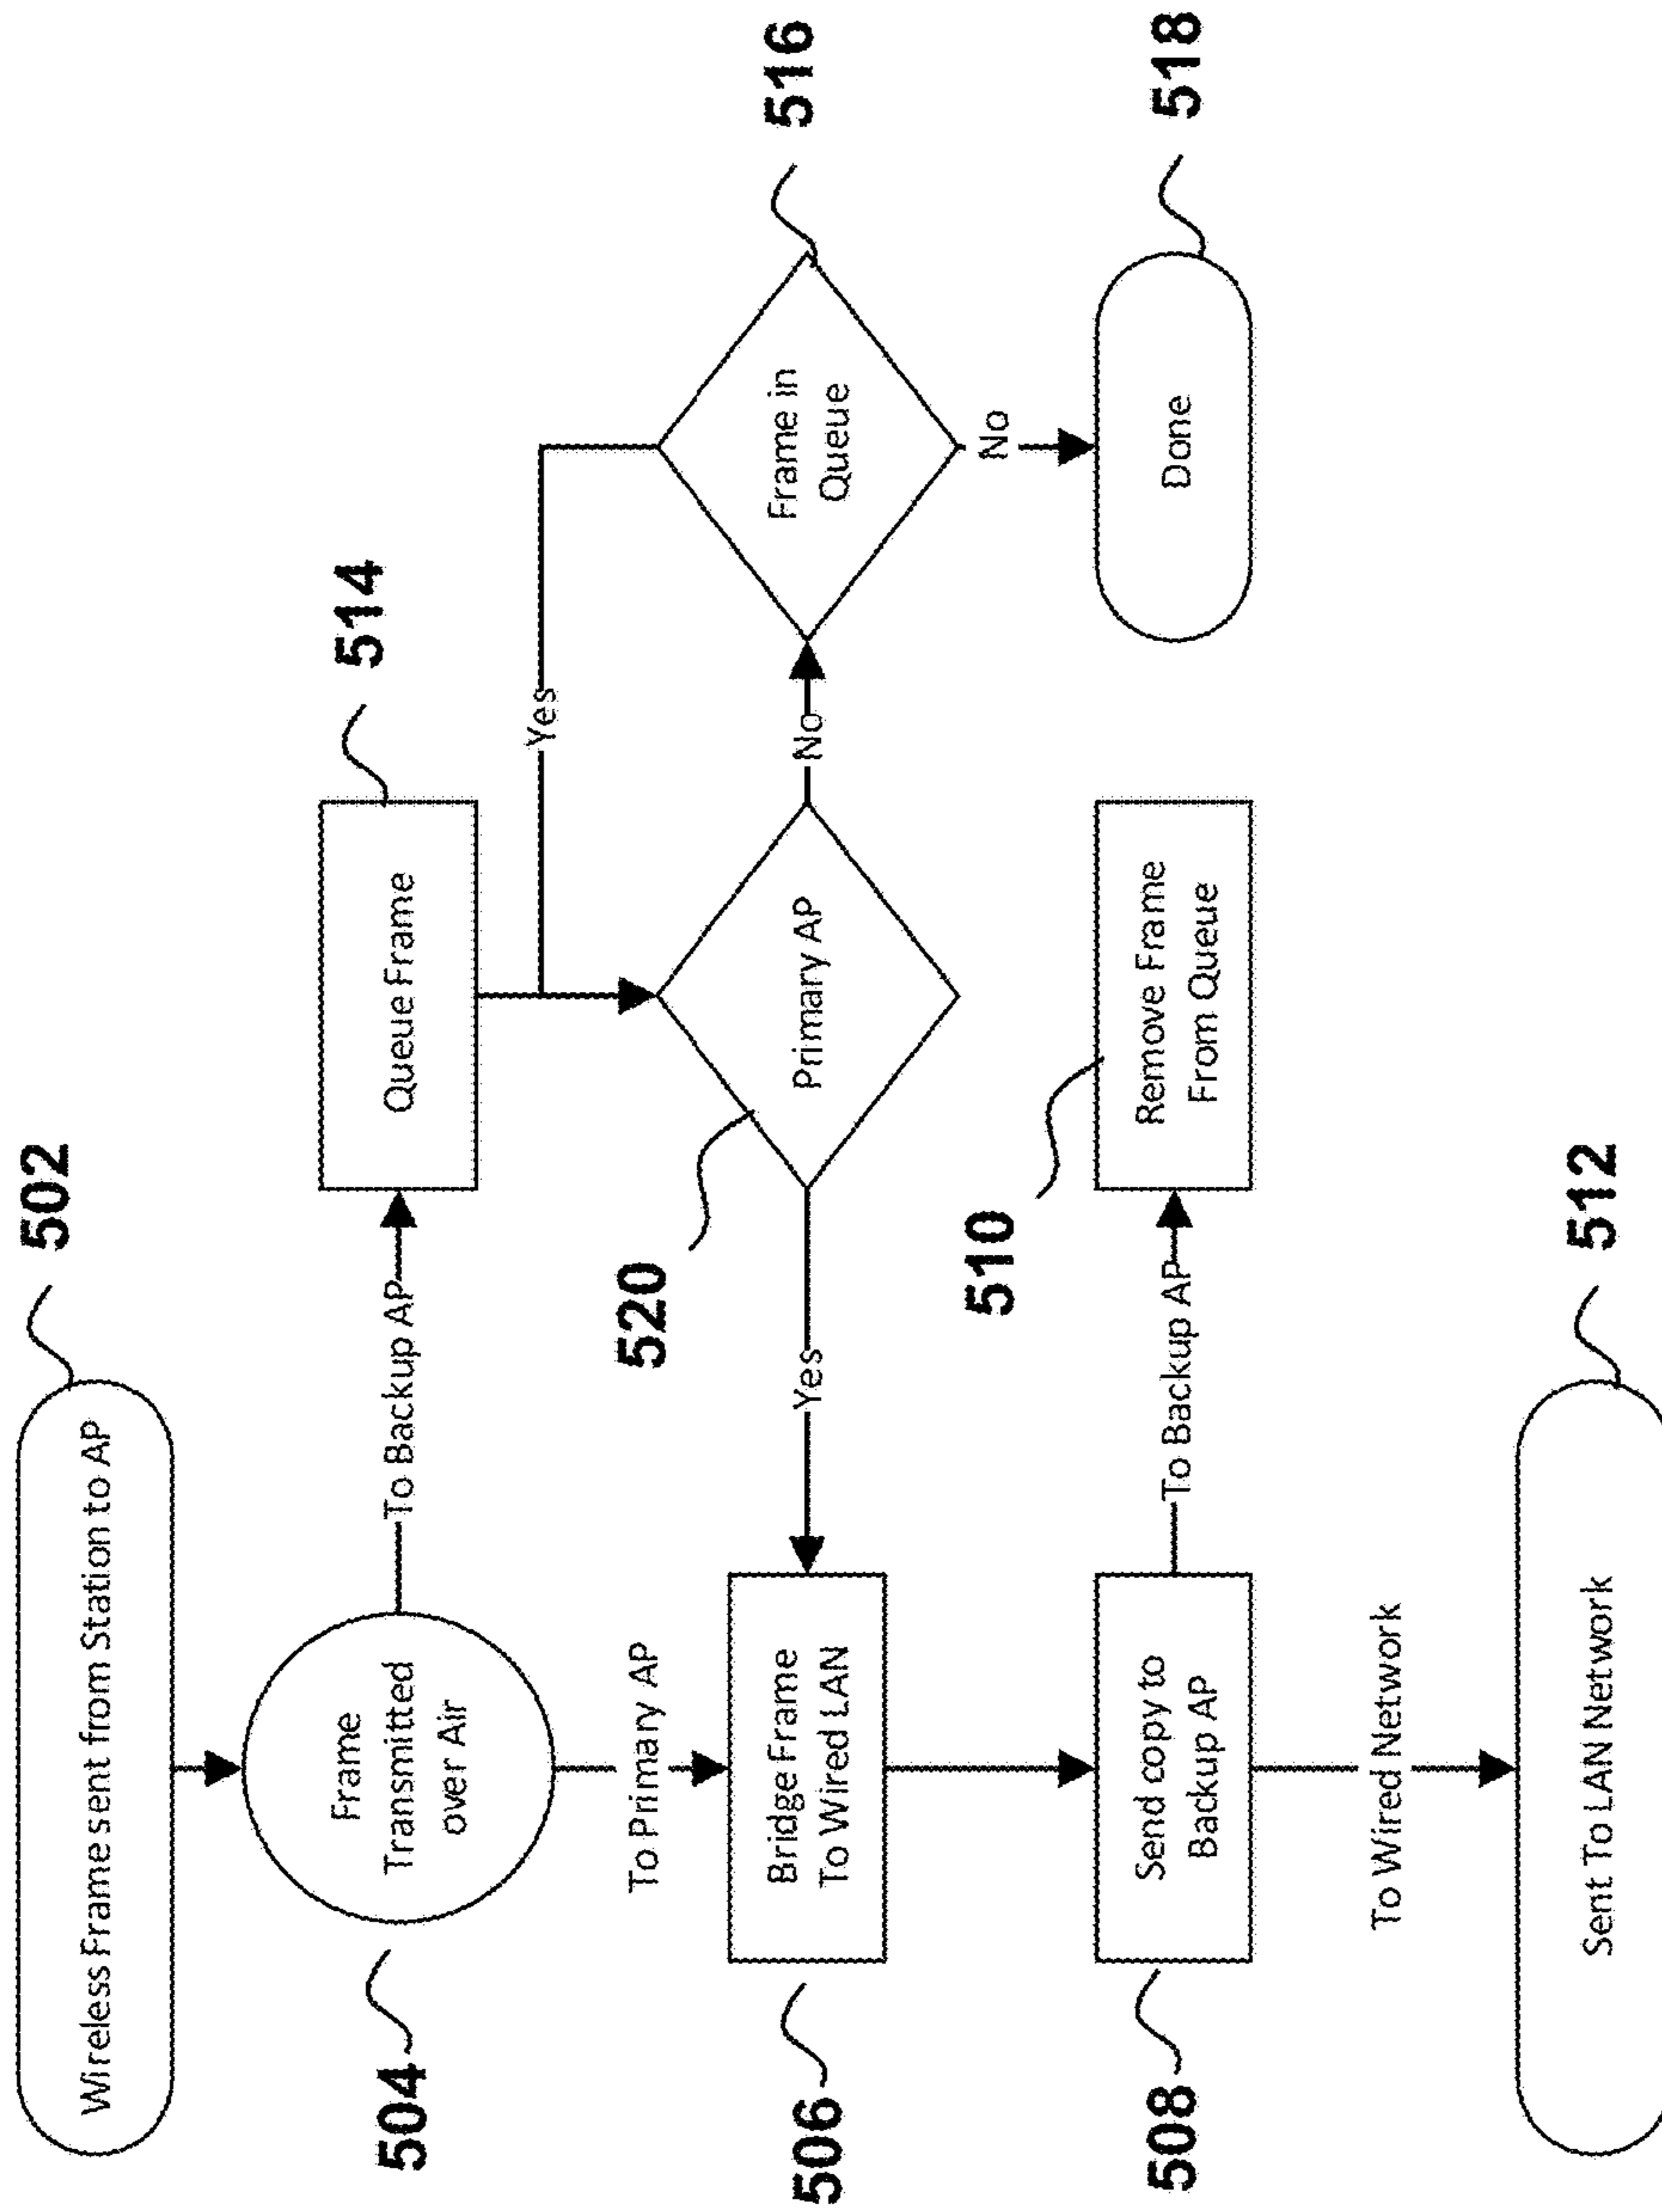 502
Wireless Frame sent from Station to AP
504
Frame
Transmitted
over Air
To Backup AP
514
Queue Frame
To Primary AP
Yes
520
Primary AP
No
516
Frame in
Queue
Yes
506
Bridge Frame
To Wired LAN
No
518
Done
508
Send copy to
Backup AP
To Backup AP
510
Remove Frame
From Queue
To Wired Network
512
Sent To LAN Network